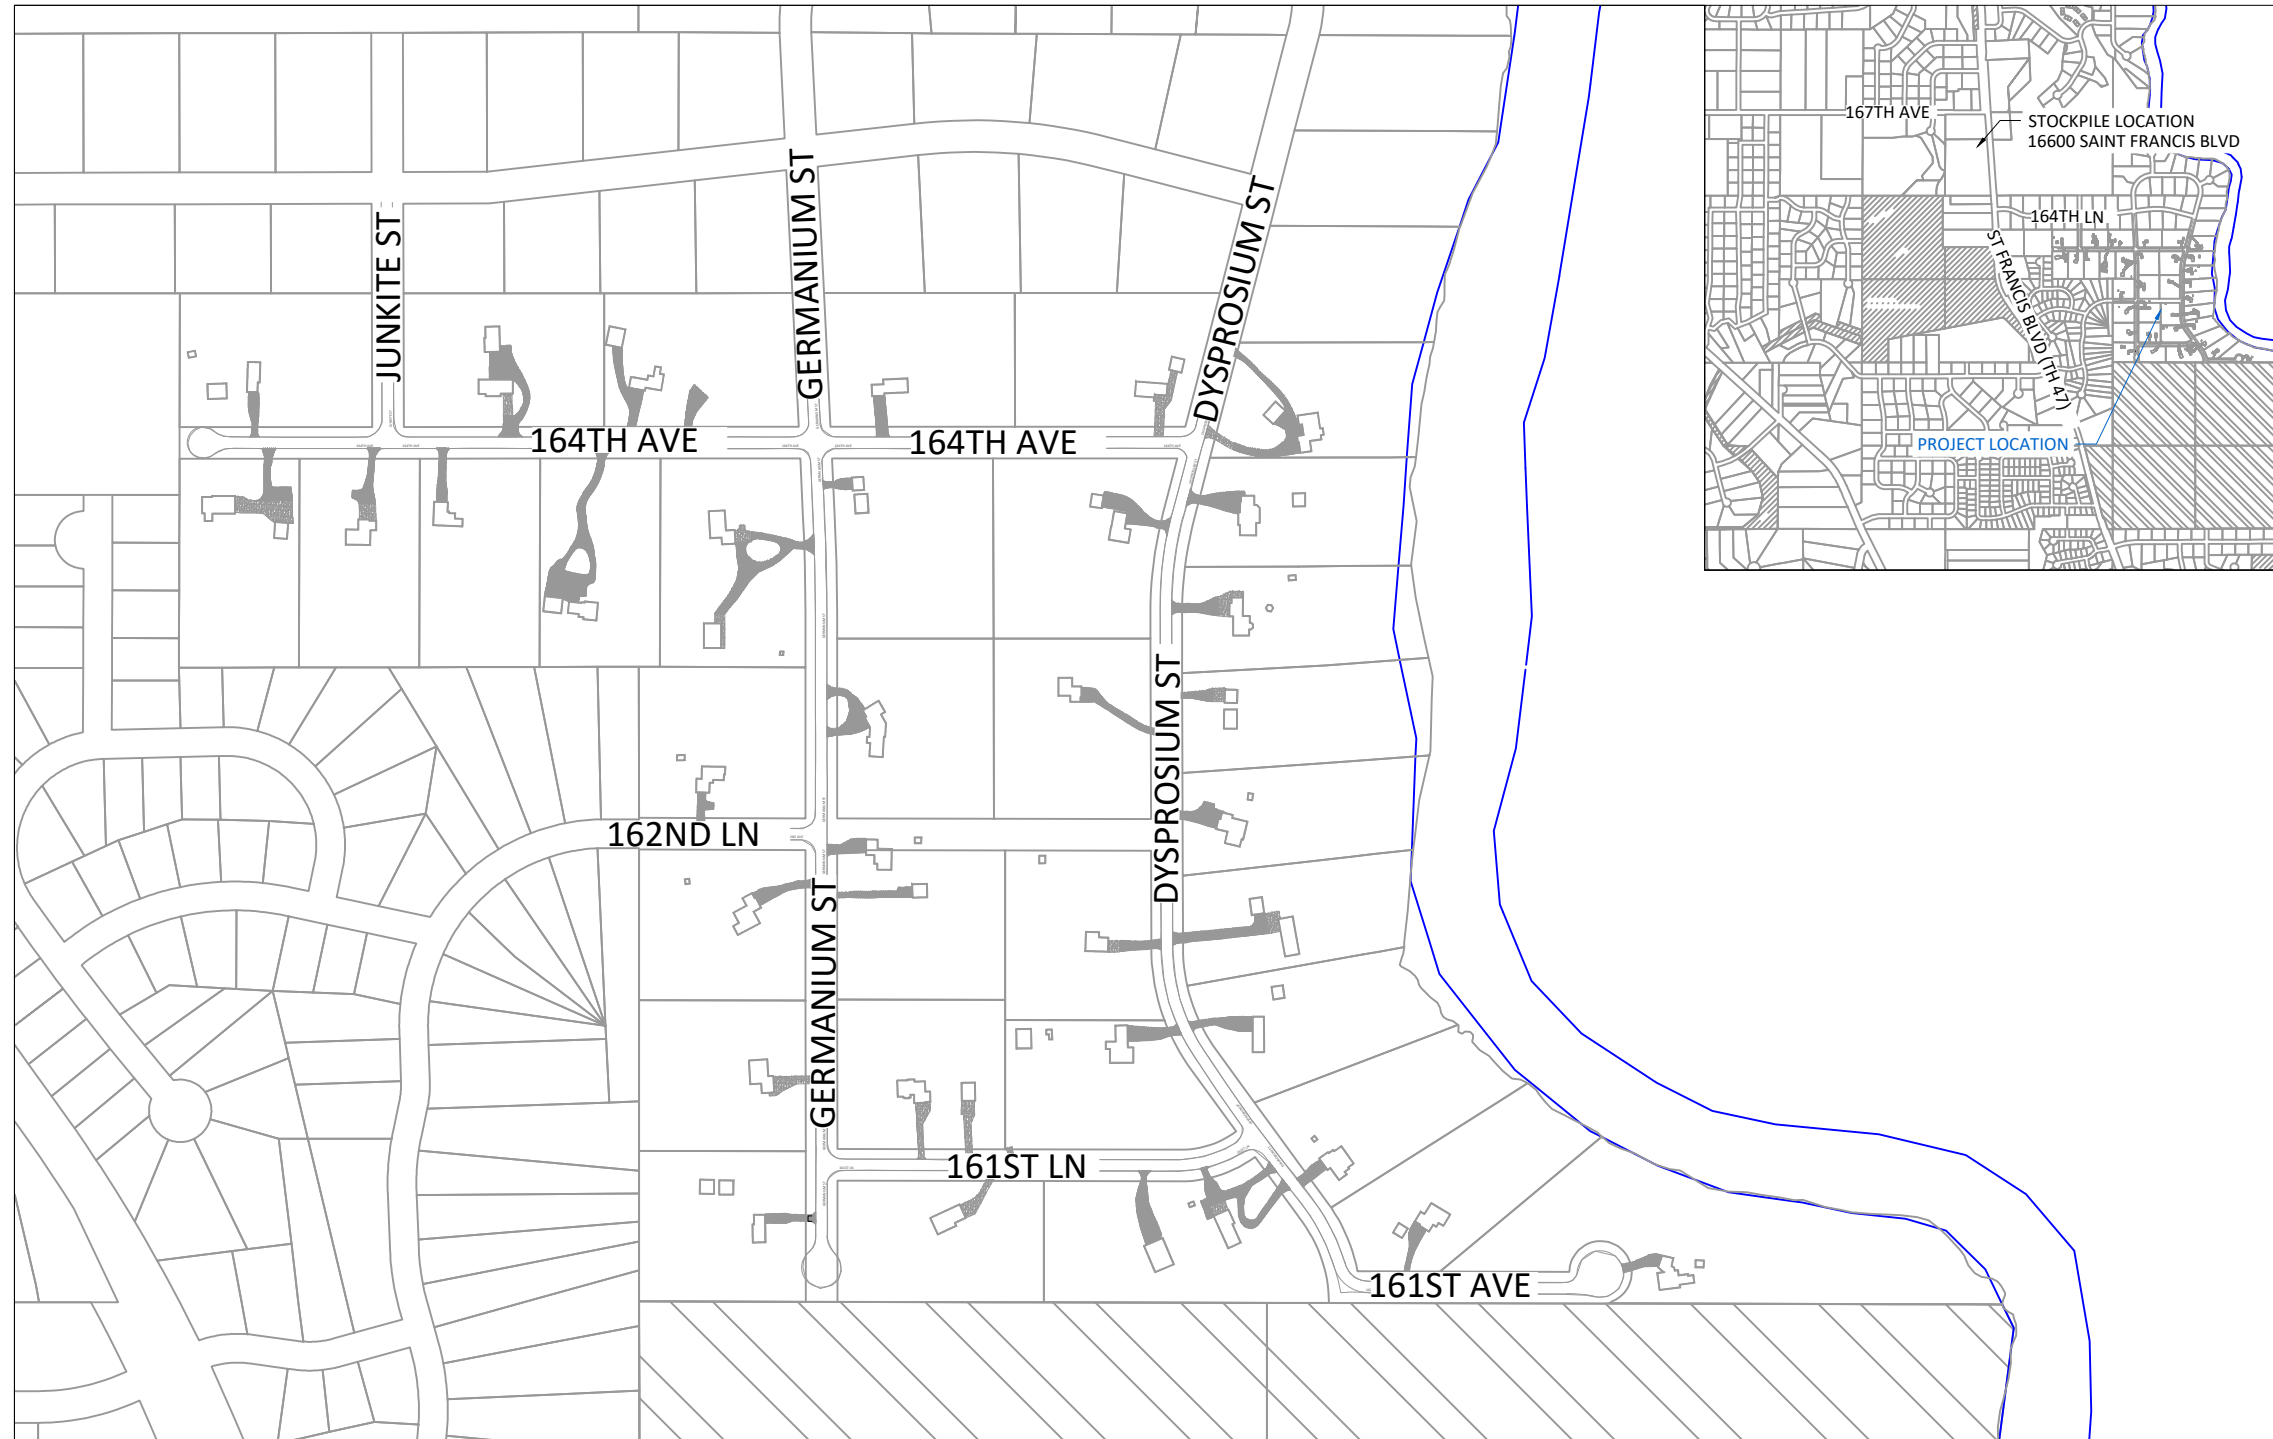 167TH AVE
STOCKPILE LOCATION
16600 SAINT FRANCIS BLVD
164TH LN
ST FRANCIS BLVD (TH 47)
PROJECT LOCATION
JUNKITE ST
GERMANIUM ST
DYSPROSIUM ST
164TH AVE
164TH AVE
162ND LN
DYSPROSIUM ST
GERMANIUM ST
161ST LN
161ST AVE